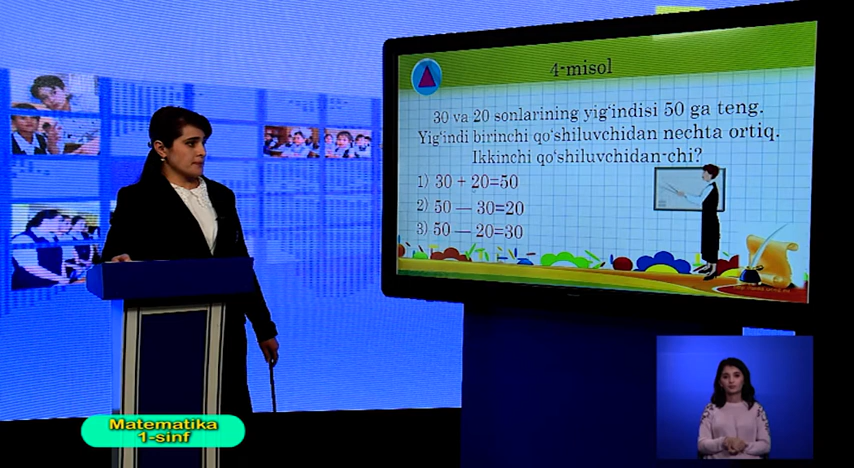 4-misol
30 va 20 sonlarining yig‘indisi 50 ga teng.
Yig‘indi birinchi qo‘shiluvchidan nechta ortiq.
Ikkinchi qo‘shiluvchidan-chi?
1) 30 + 20=50
2) 50 — 30=20
3) 50 — 20=30
Matematika
1-sinf